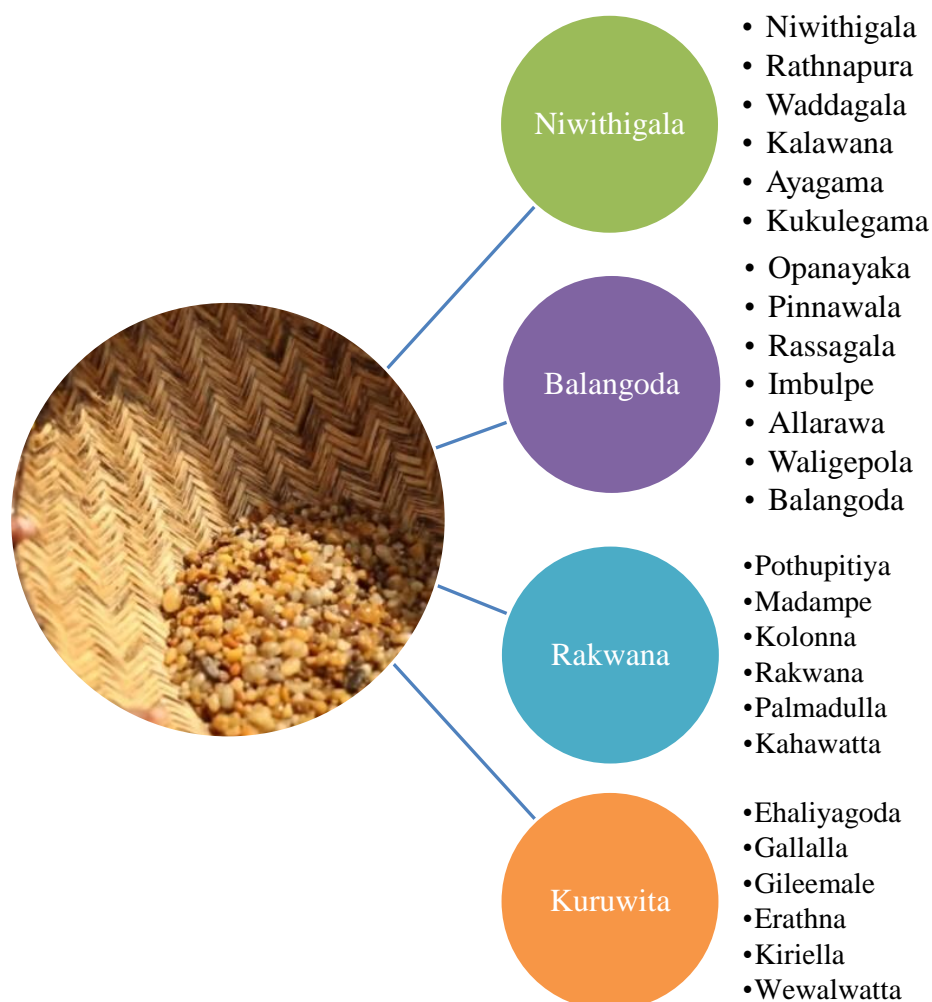 Niwithigala
• Niwithigala
• Rathnapura
• Waddagala
• Kalawana
• Ayagama
• Kukulegama
Balangoda
• Opanayaka
• Pinnawala
• Rassagala
• Imbulpe
• Allarawa
• Waligepola
• Balangoda
Rakwana
•Pothupitiya
•Madampe
•Kolonna
•Rakwana
•Palmadulla
•Kahawatta
Kuruwita
•Ehaliyagoda
•Gallalla
•Gileemale
•Erathna
•Kiriella
•Wewalwatta